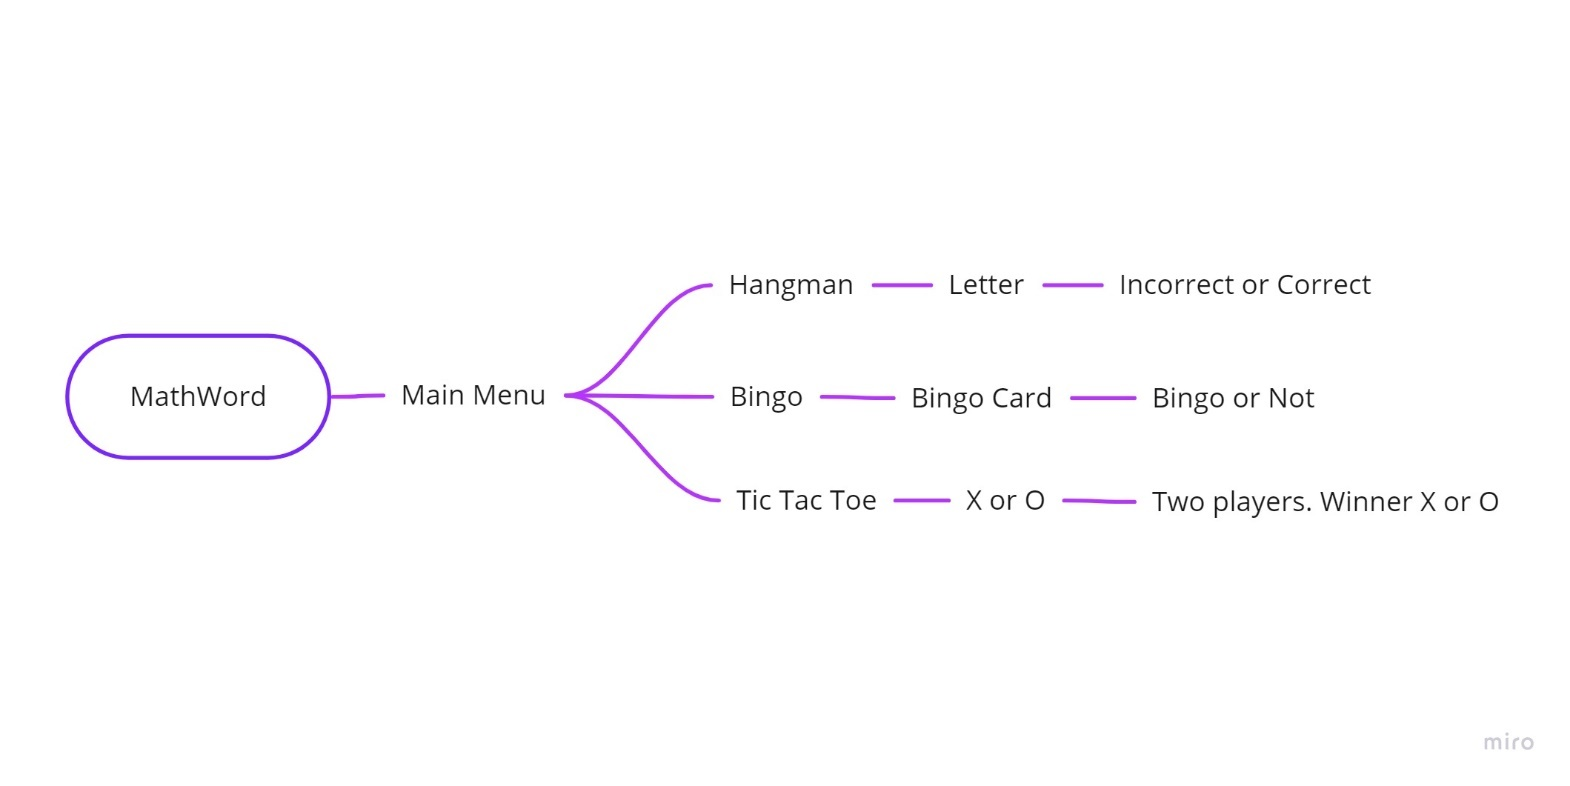 MathWord
Main Menu
Hangman
Letter
Incorrect or Correct
Bingo
Bingo Card
Bingo or Not
Tic Tac Toe
X or O
Two players. Winner X or O
miro